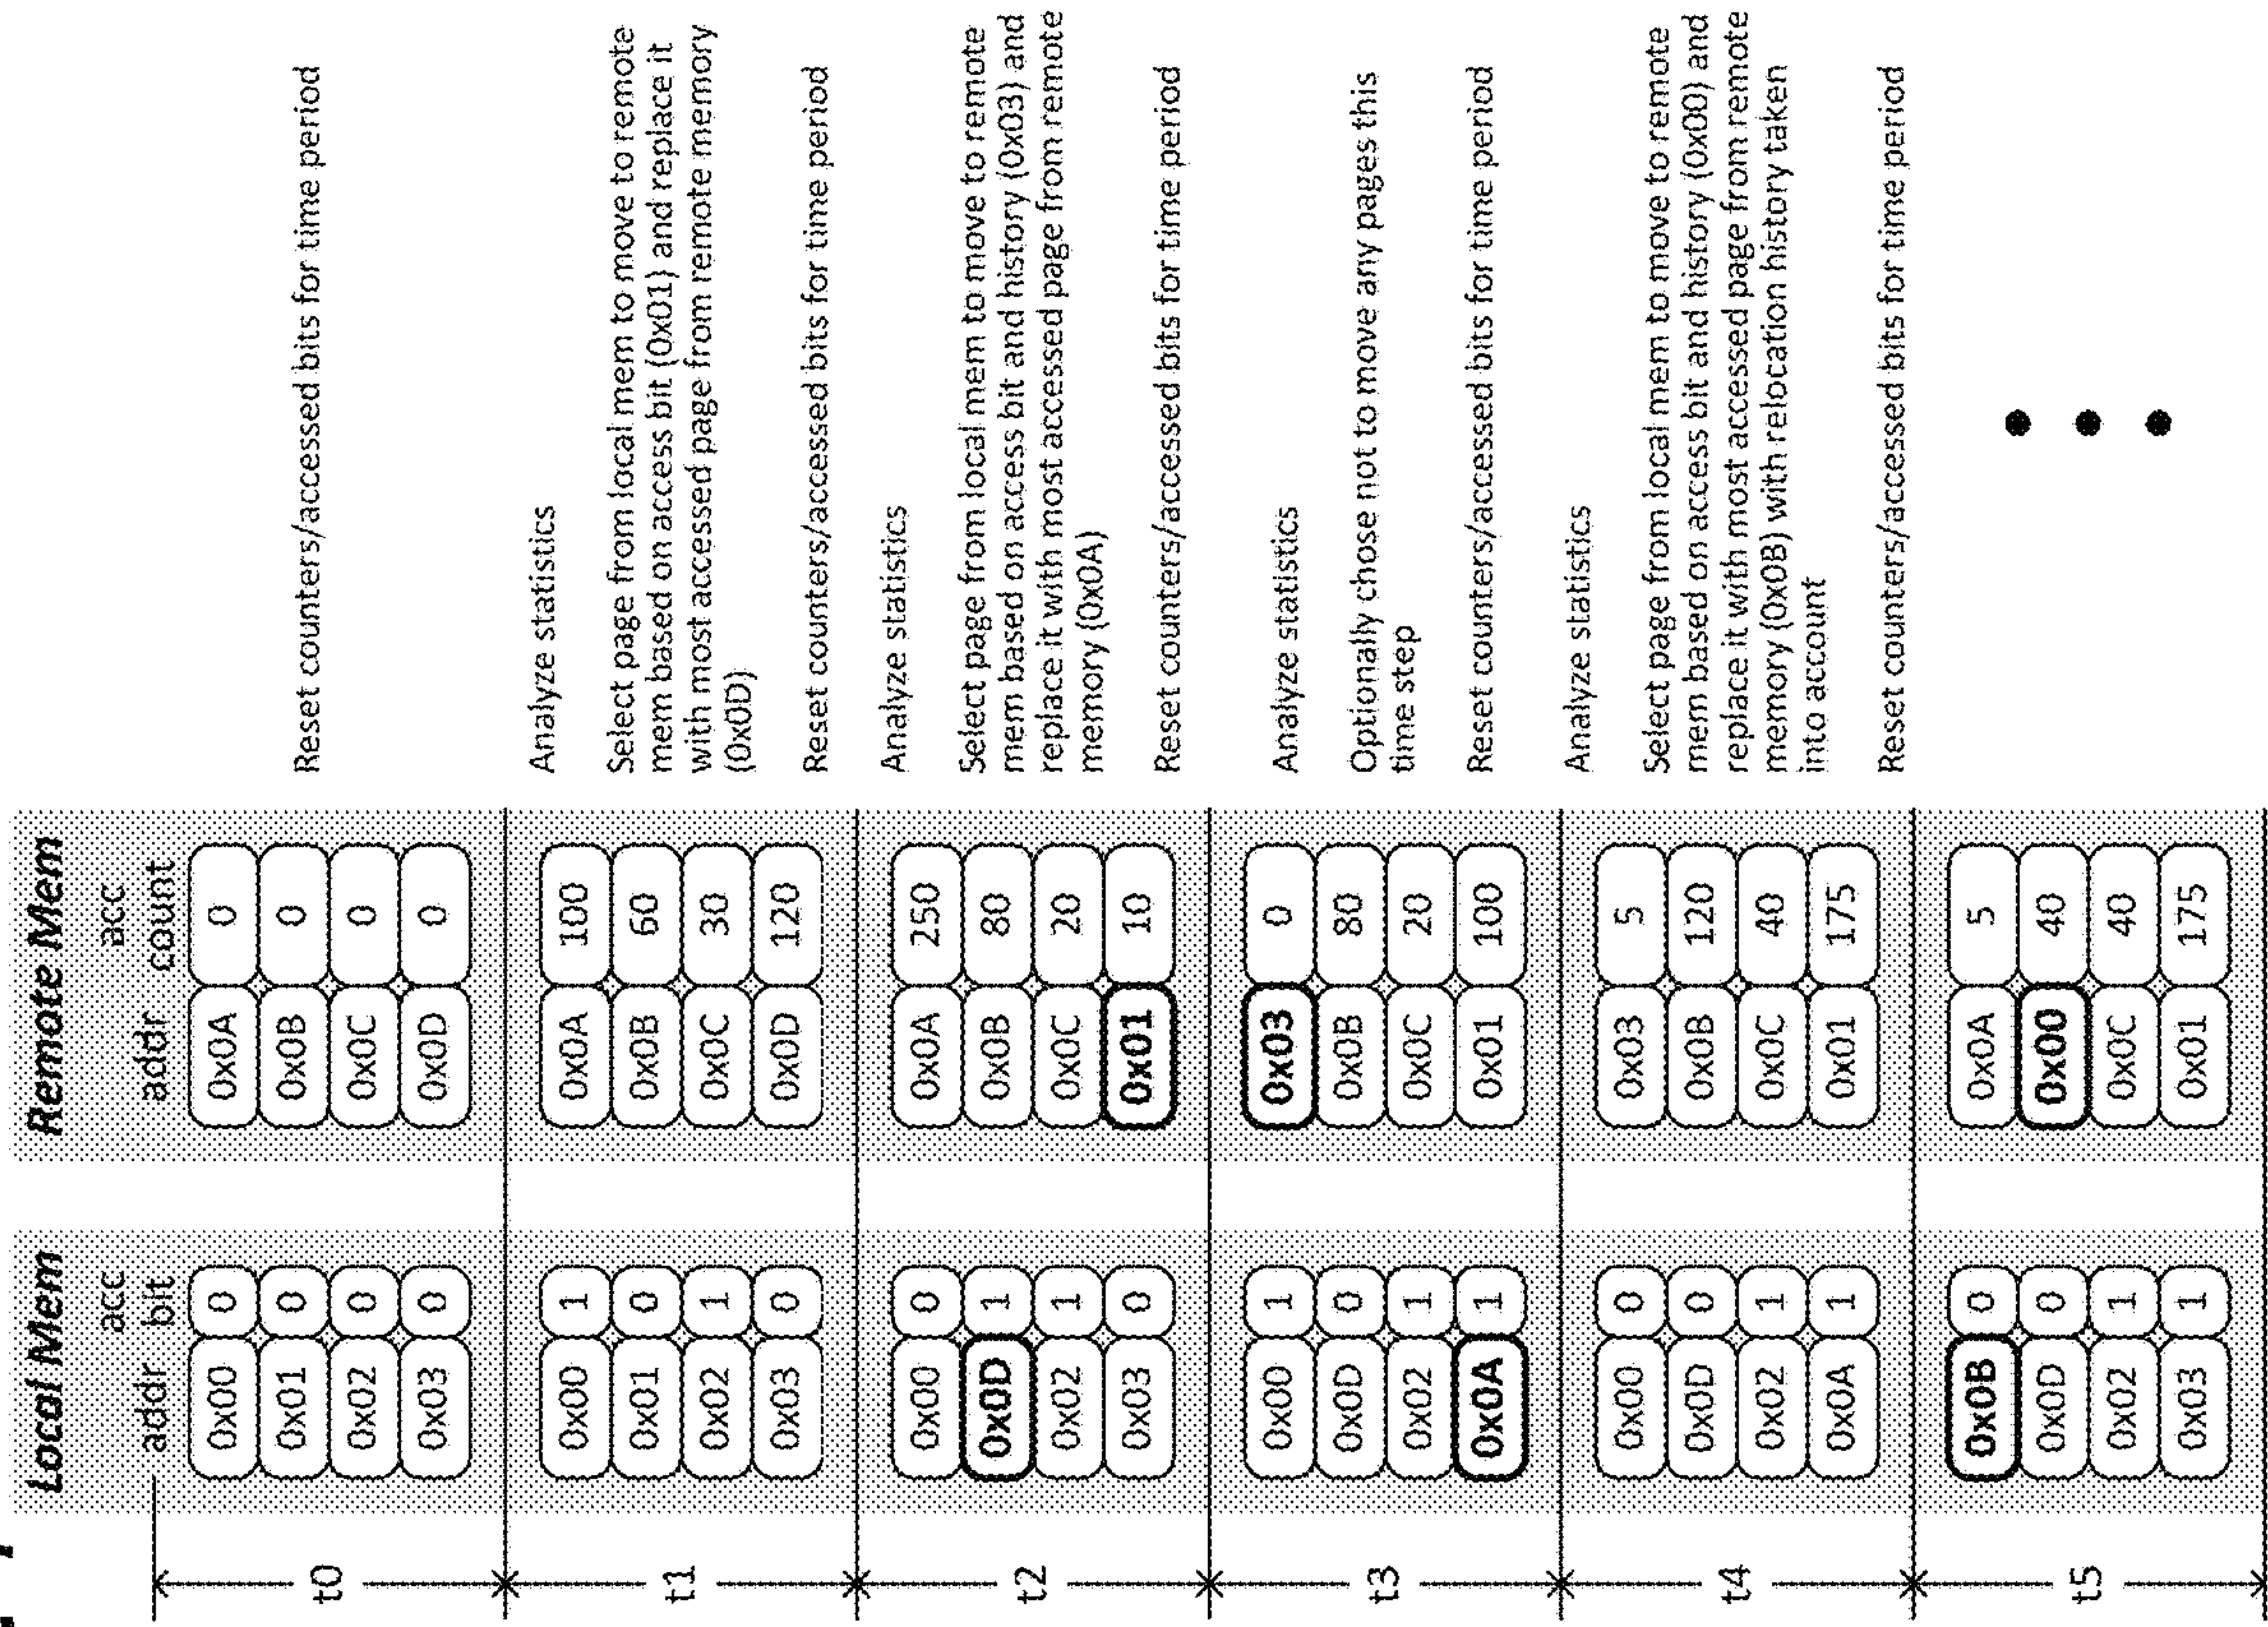 Local Mem Remote Mem
addr acc bit addr acc count
t0
0x00 0 0x0A 0
0x01 0 0x0B 0
0x02 0 0x0C 0
0x03 0 0x0D 0
Reset counters/accessed bits for time period
t1
0x00 1 0x0A 100
0x01 0 0x0B 60
0x02 1 0x0C 30
0x03 0 0x0D 120
Analyze statistics
Select page from local mem to move to remote
mem based on access bit (0x01) and replace it
with most accessed page from remote memory
(0x0D)
Reset counters/accessed bits for time period
t2
0x00 0 0x0A 250
0x0D 1 0x0B 80
0x02 1 0x0C 20
0x03 0 0x01 10
Analyze statistics
Select page from local mem to move to remote
mem based on access bit and history (0x03) and
replace it with most accessed page from remote
memory (0x0A)
Reset counters/accessed bits for time period
t3
0x00 1 0x03 0
0x0D 0 0x0B 80
0x02 1 0x0C 20
0x0A 1 0x01 100
Analyze statistics
Optionally chose not to move any pages this
time step
Reset counters/accessed bits for time period
t4
0x00 0 0x03 5
0x0D 0 0x0B 120
0x02 1 0x0C 40
0x0A 1 0x01 175
Analyze statistics
Select page from local mem to move to remote
mem based on access bit and history (0x00) and
replace it with most accessed page from remote
memory (0x0B) with relocation history taken
into account
Reset counters/accessed bits for time period
t5
0x0B 0 0x0A 5
0x0D 0 0x00 40
0x02 1 0x0C 40
0x03 1 0x01 175